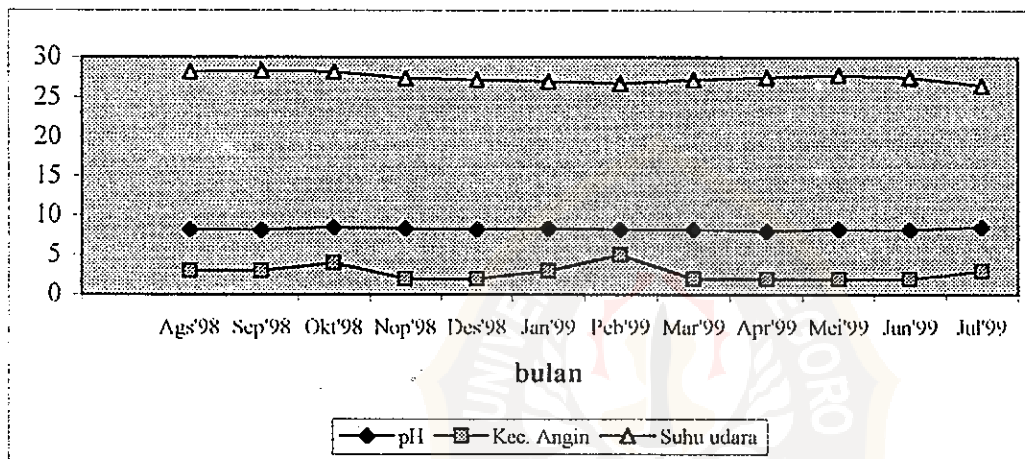 30
25
20
15
10
5
0
Ags'98 Sep'98 Okt'98 Nop'98 Des'98 Jan'99 Peb'99 Mar'99 Apr'99 Mei'99 Jun'99 Jul'99
bulan
pH Kec. Angin Suhu udara